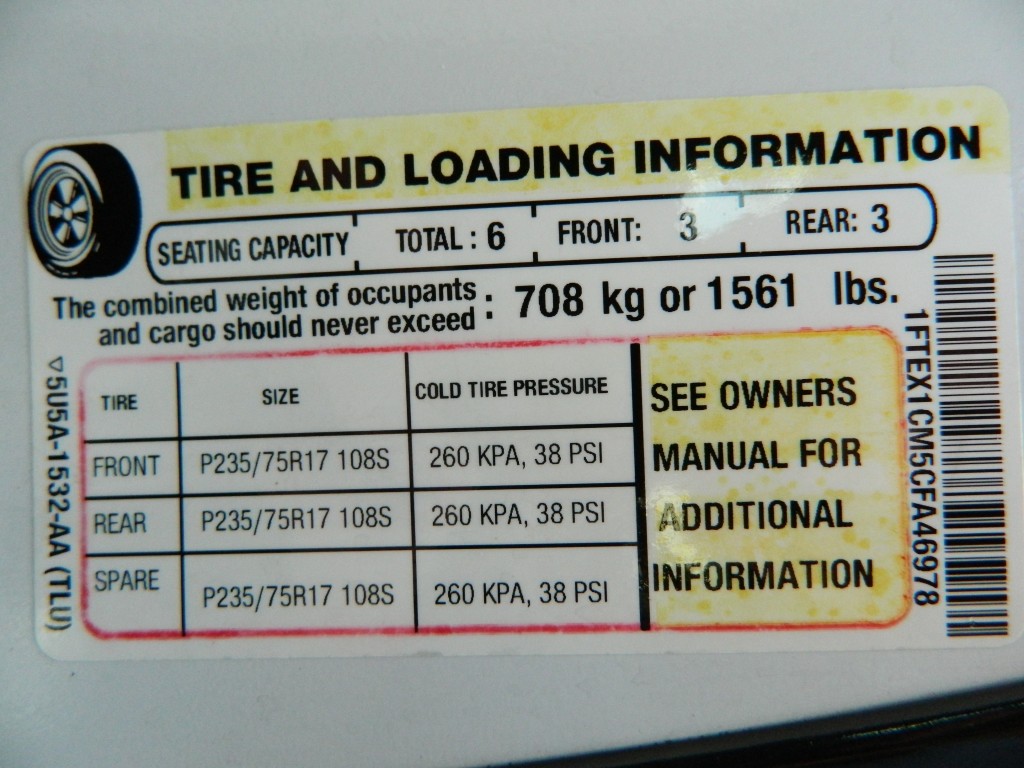 TIRE AND LOADING INFORMATION
SEATING CAPACITY TOTAL : 6 FRONT: 3 REAR: 3
The combined weight of occupants
and cargo should never exceed : 708 kg or 1561 lbs.
TIRE SIZE COLD TIRE PRESSURE
FRONT P235/75R17 108S 260 KPA, 38 PSI
REAR P235/75R17 108S 260 KPA, 38 PSI
SPARE P235/75R17 108S 260 KPA, 38 PSI
SEE OWNERS
MANUAL FOR
ADDITIONAL
INFORMATION
▽5U5A-1532-AA (TLU)
1FTEX1CM5CFA46978